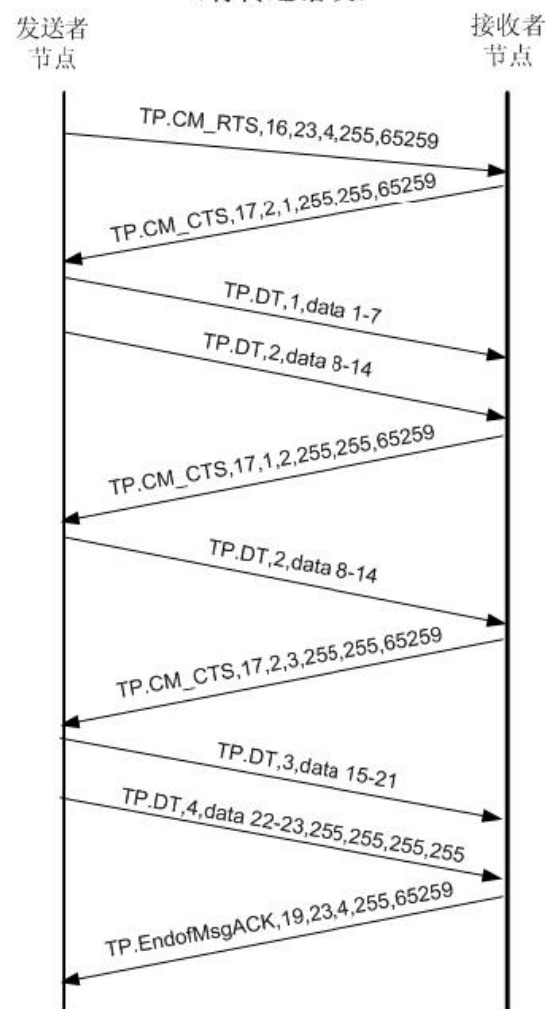 发送者
节点
接收者
节点
TP.CM_RTS,16,23,4,255,65259
TP.CM_CTS,17,2,1,255,255,65259
TP.DT,1,data 1-7
TP.DT,2,data 8-14
TP.CM_CTS,17,1,2,255,255,65259
TP.DT,2,data 8-14
TP.CM_CTS,17,2,3,255,255,65259
TP.DT,3,data 15-21
TP.DT,4,data 22-23,255,255,255,255
TP.EndofMsgACK,19,23,4,255,65259